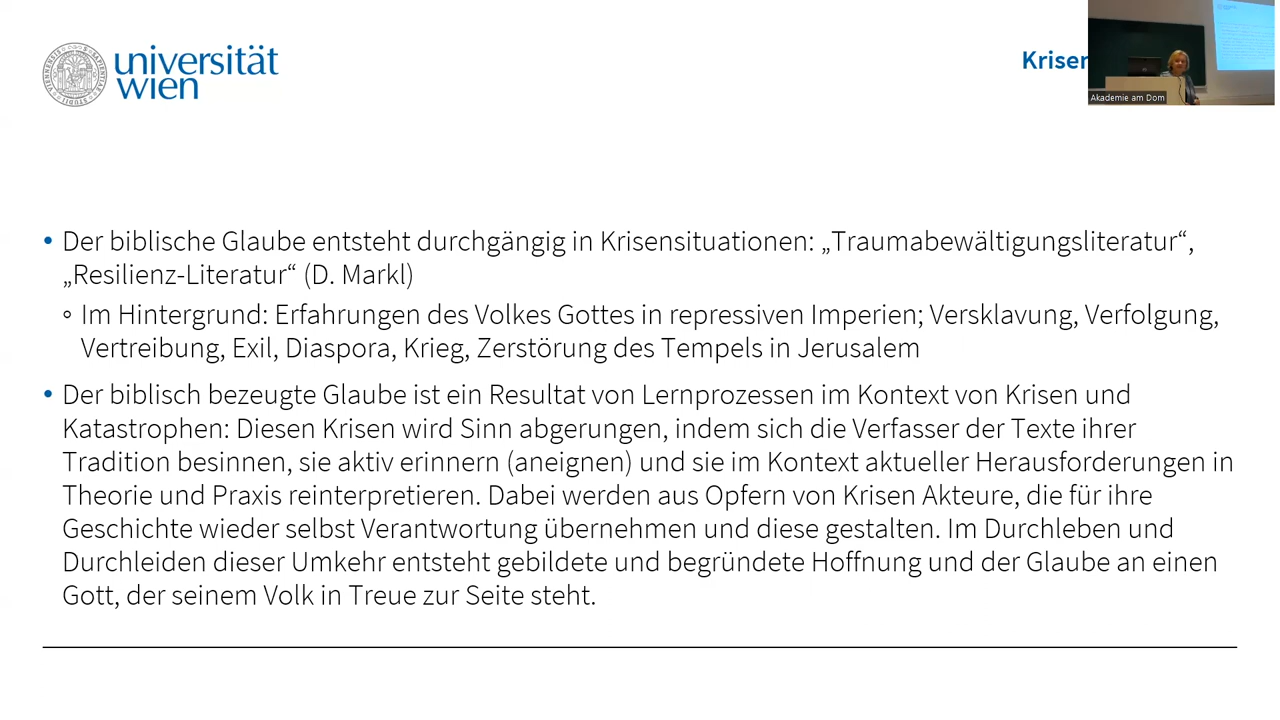 universität
wien
Krisen
Akademie am Dom
• Der biblische Glaube entsteht durchgängig in Krisensituationen: „Traumabewältigungsliteratur“,
„Resilienz-Literatur“ (D. Markl)
◦ Im Hintergrund: Erfahrungen des Volkes Gottes in repressiven Imperien; Versklavung, Verfolgung,
Vertreibung, Exil, Diaspora, Krieg, Zerstörung des Tempels in Jerusalem
• Der biblisch bezeugte Glaube ist ein Resultat von Lernprozessen im Kontext von Krisen und
Katastrophen: Diesen Krisen wird Sinn abgerungen, indem sich die Verfasser der Texte ihrer
Tradition besinnen, sie aktiv erinnern (aneignen) und sie im Kontext aktueller Herausforderungen in
Theorie und Praxis reinterpretieren. Dabei werden aus Opfern von Krisen Akteure, die für ihre
Geschichte wieder selbst Verantwortung übernehmen und diese gestalten. Im Durchleben und
Durchleiden dieser Umkehr entsteht gebildete und begründete Hoffnung und der Glaube an einen
Gott, der seinem Volk in Treue zur Seite steht.